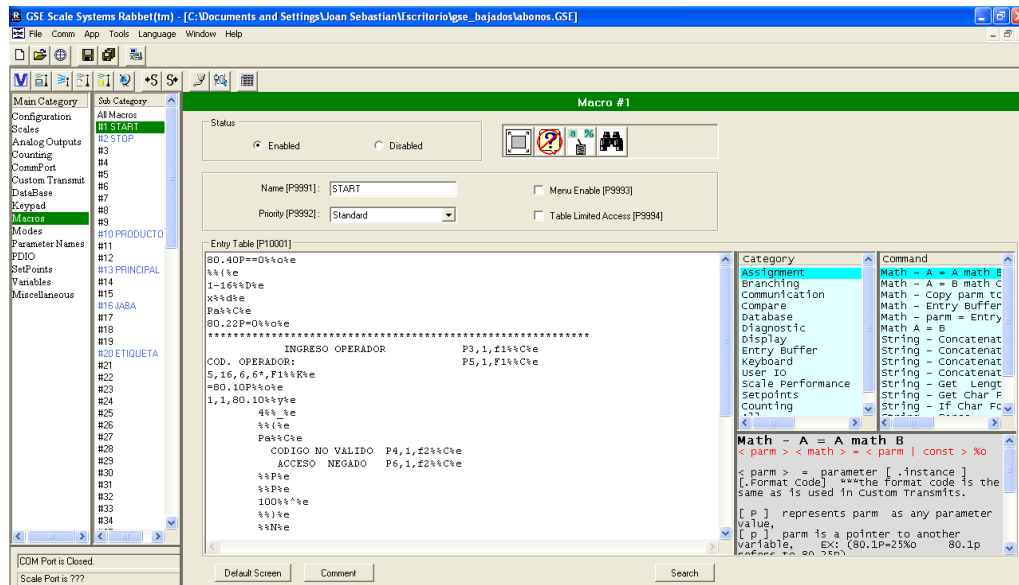 GSE Scale Systems Rabbet(tm) - [C:\Documents and Settings\Joan Sebastian\Escritorio\gse_bajados\abonos.GSE]
File Comm App Tools Language Window Help
Main Category
Configuration
Scales
Analog Outputs
Counting
CommPort
Custom Transmit
DataBase
Keypad
Macros
Modes
Parameter Names
PDIO
SetPoints
Variables
Miscellaneous
Sub Category
All Macros
#1 START
#2 STOP
#3
#4
#5
#6
#7
#8
#9
#10 PRODUCTO
#11
#12
#13 PRINCIPAL
#14
#15
#16 JABA
#17
#18
#19
#20 ETIQUETA
#21
#22
#23
#24
#25
#26
#27
#28
#29
#30
#31
#32
#33
#34
Macro #1
Status
Enabled
Disabled
Name [P9991]: START
Menu Enable [P9993]
Priority [P9992]: Standard
Table Limited Access [P9994]
Entry Table [P10001]
80.40P==0%%o%e
%%(%e
1-16%%D%e
x%%d%e
Pa%%C%e
80.22P=0%%o%e
**************************************************************
INGRESO OPERADOR P3,1,f1%%C%e
COD. OPERADOR: P5,1,F1%%C%e
5,16,6,6*,F1%%K%e
=80.10P%%o%e
1,1,80.10%%y%e
4%%_%e
%%(%e
Pa%%C%e
CODIGO NO VALIDO P4,1,f2%%C%e
ACCESO NEGADO P6,1,f2%%C%e
%%P%e
%%P%e
100%%^%e
%%)%e
%%N%e
Category
Assignment
Branching
Communication
Compare
Database
Diagnostic
Display
Entry Buffer
Keyboard
User IO
Scale Performance
Setpoints
Counting
Command
Math - A = A math B
Math - A = B math C
Math - Copy parm to
Math - Entry Buffer
Math - parm = Entry
Math A = B
String - Concatenat
String - Concatenat
String - Concatenat
String - Concatenat
String - Get Lengt
String - Get Char F
String - If Char Fo
Math - A = A math B
< parm > < math > = < parm | const > %o
< parm > = parameter [ .instance ]
[.Format Code] ***the format code is the
same as is used in Custom Transmits.
[ P ] represents parm as any parameter
value,
[ p ] parm is a pointer to another
variable, EX: (80.1P=25%o 80.1p
refers to 80.25P)
Default Screen
Comment
Search
COM Port is Closed.
Scale Port is ???